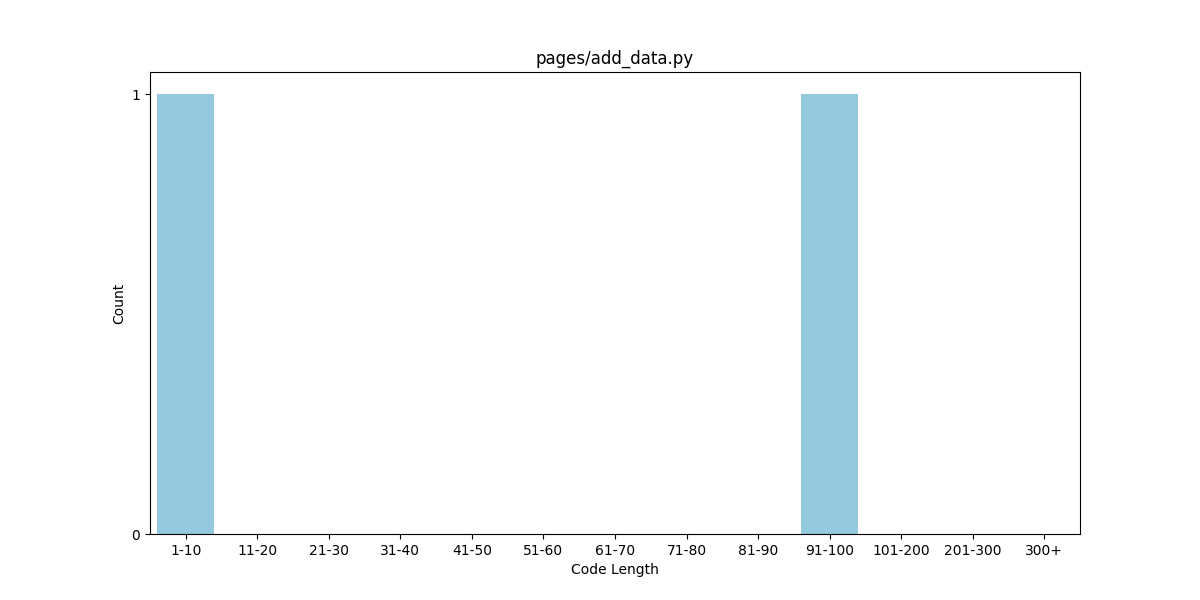 pages/add_data.py
1
Count
0
1-10 11-20 21-30 31-40 41-50 51-60 61-70 71-80 81-90 91-100 101-200 201-300 300+
Code Length